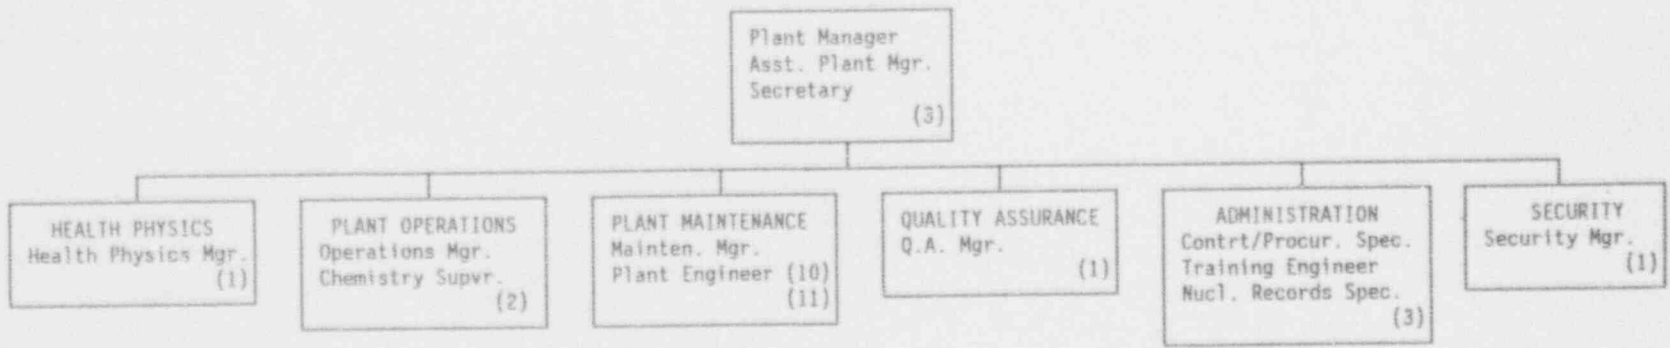 Plant Manager
Asst. Plant Mgr.
Secretary
(3)
HEALTH PHYSICS
Health Physics Mgr.
(1)
PLANT OPERATIONS
Operations Mgr.
Chemistry Supvr.
(2)
PLANT MAINTENANCE
Mainten. Mgr.
Plant Engineer (10)
(11)
QUALITY ASSURANCE
Q.A. Mgr.
(1)
ADMINISTRATION
Contrt/Procur. Spec.
Training Engineer
Nucl. Records Spec.
(3)
SECURITY
Security Mgr.
(1)